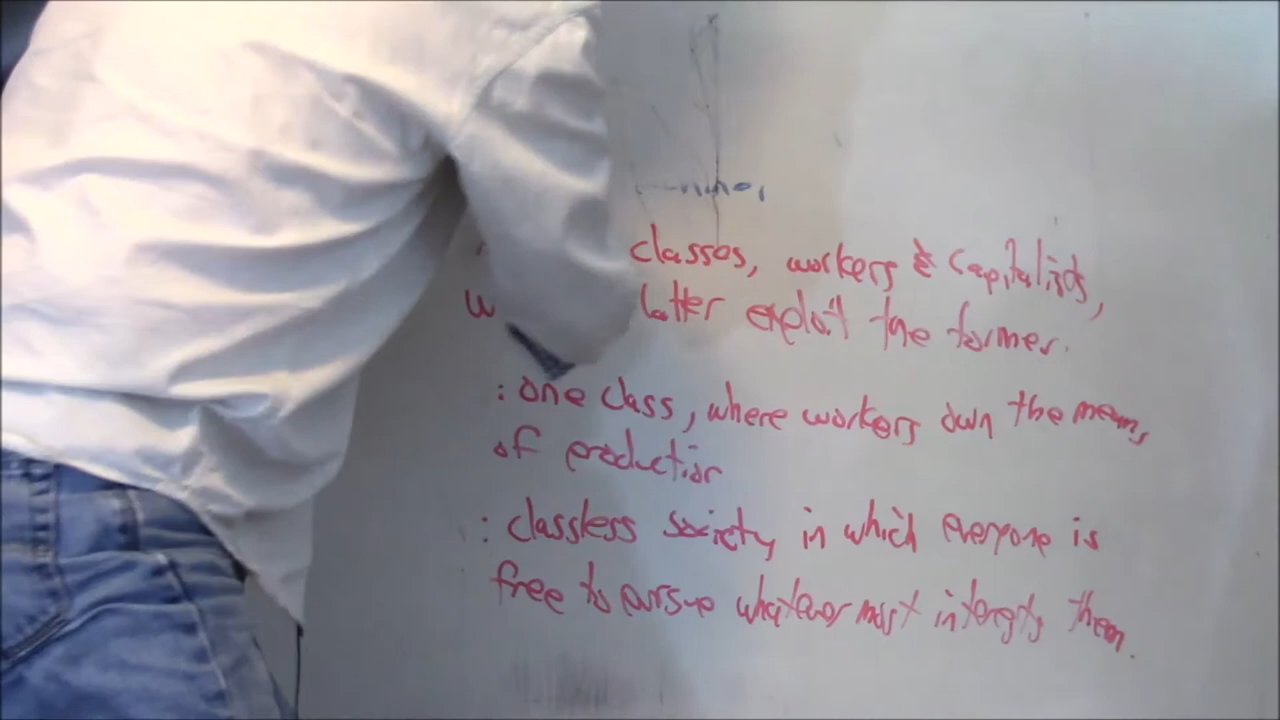 classes, workers & capitalists,
latter exploit the former.
: one class, where workers own the means
of production
: classless society, in which everyone is
free to pursue whatever most interests them.